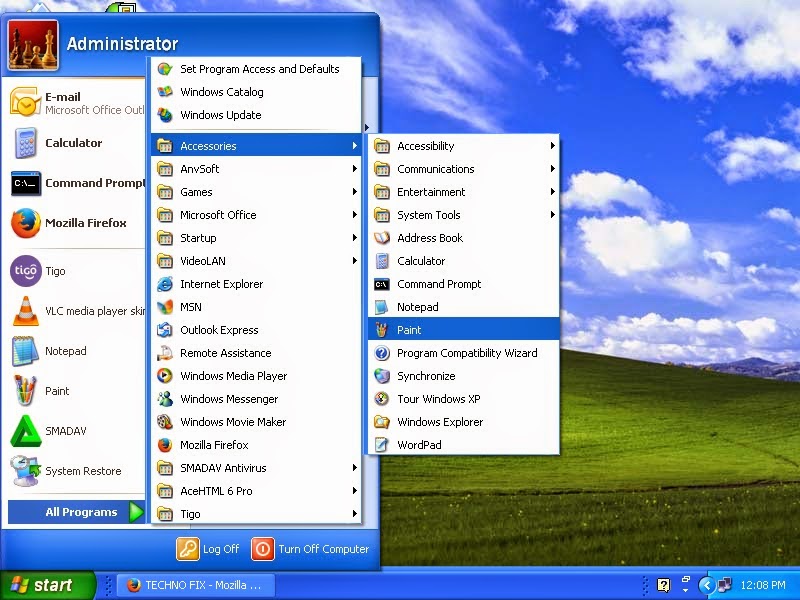 Administrator
E-mail
Microsoft Office Outl
Calculator
Command Prompt
Mozilla Firefox
tigo
Tigo
VLC media player skin
Notepad
Paint
SMADAV
System Restore
All Programs
Set Program Access and Defaults
Windows Catalog
Windows Update
Accessories
AnvSoft
Games
Microsoft Office
Startup
VideoLAN
Internet Explorer
MSN
Outlook Express
Remote Assistance
Windows Media Player
Windows Messenger
Windows Movie Maker
Mozilla Firefox
SMADAV Antivirus
AceHTML 6 Pro
Tigo
Accessibility
Communications
Entertainment
System Tools
Address Book
Calculator
Command Prompt
Notepad
Paint
Program Compatibility Wizard
Synchronize
Tour Windows XP
Windows Explorer
WordPad
Log Off
Turn Off Computer
start
TECHNO FIX - Mozilla ...
12:08 PM